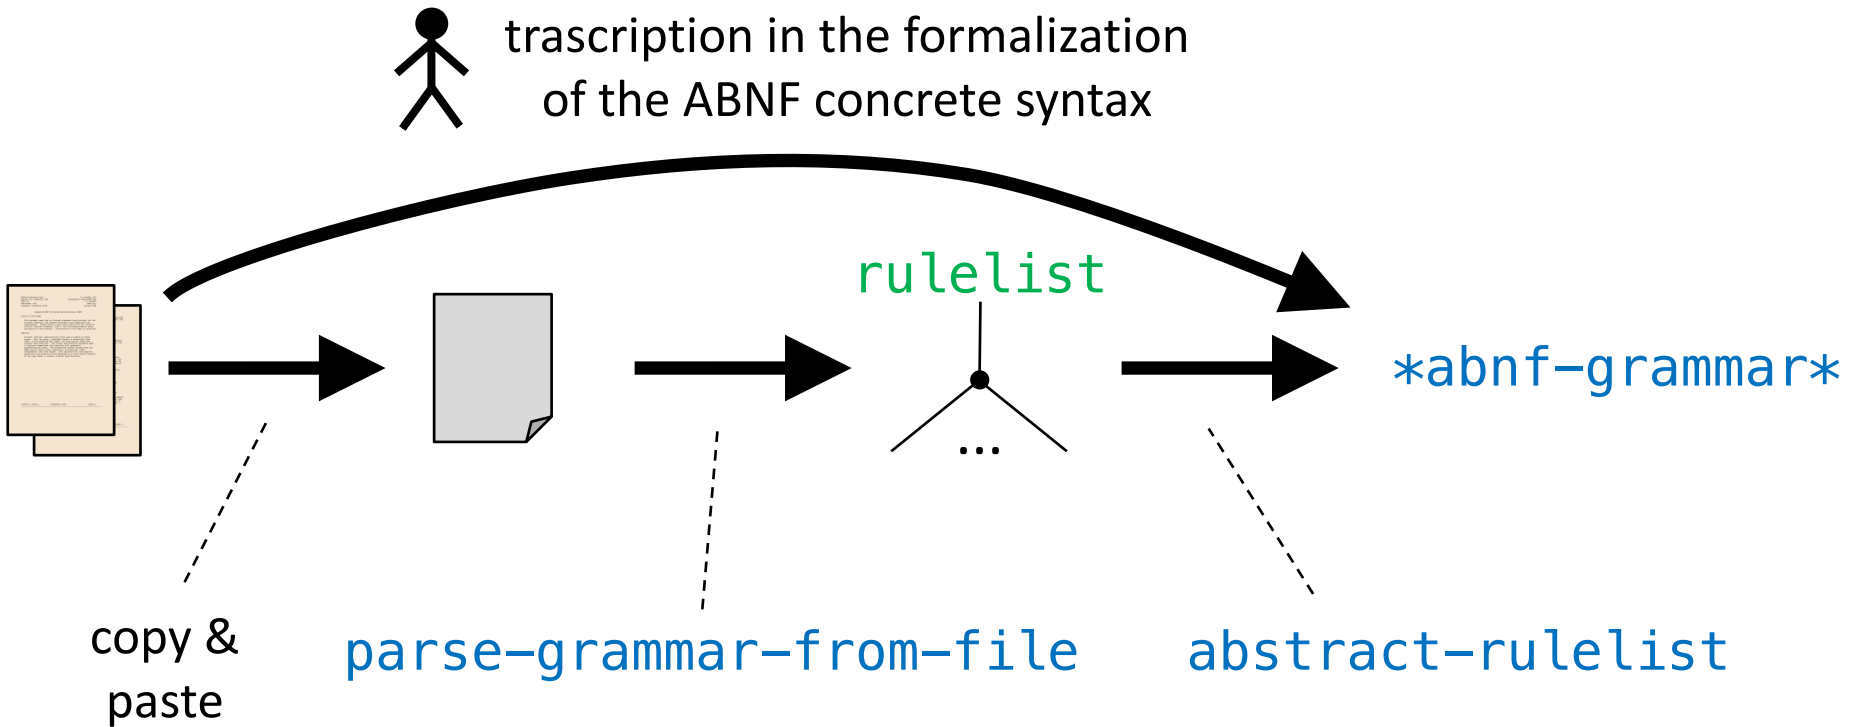 trascription in the formalization
of the ABNF concrete syntax
rulelist
...
*abnf-grammar*
copy &
paste
parse-grammar-from-file
abstract-rulelist